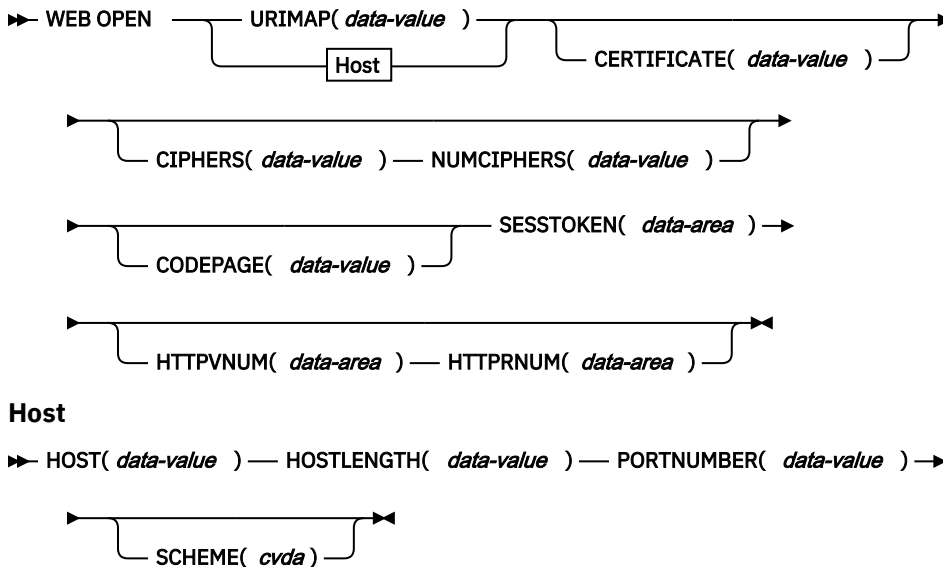 WEB OPEN URIMAP( data-value )
Host
CERTIFICATE( data-value )
CIPHERS( data-value ) NUMCIPHERS( data-value )
SESSTOKEN( data-area )
CODEPAGE( data-value )
HTTPVNUM( data-area ) HTTPRNUM( data-area )
Host
HOST( data-value ) HOSTLENGTH( data-value ) PORTNUMBER( data-value )
SCHEME( cvda )